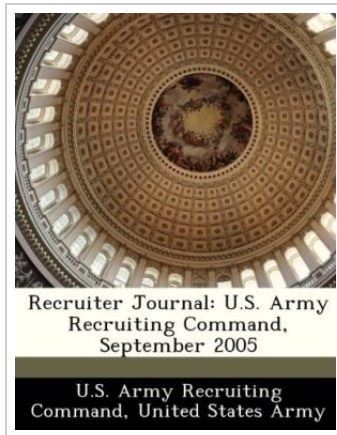 Recruiter Journal: U.S. Army
Recruiting Command,
September 2005
U.S. Army Recruiting
Command, United States Army